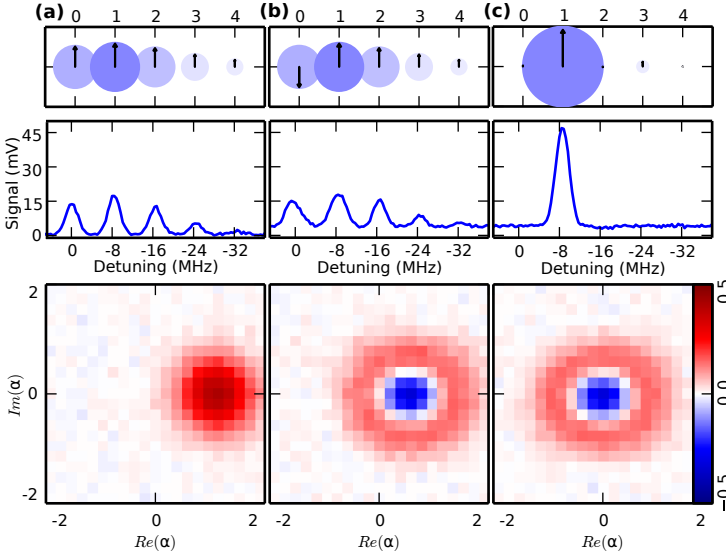 (a) 0 1 2 3 4 (b) 0 1 2 3 4 (c) 0 1 2 3 4
Signal (mV)
45
30
15
0
0 -8 -16 -24 -32 0 -8 -16 -24 -32 0 -8 -16 -24 -32
Detuning (MHz) Detuning (MHz) Detuning (MHz)
Im(α)
2
0
-2
0.5
0.0
−0.5
-2 0 2 -2 0 2 -2 0 2
Re(α) Re(α) Re(α)